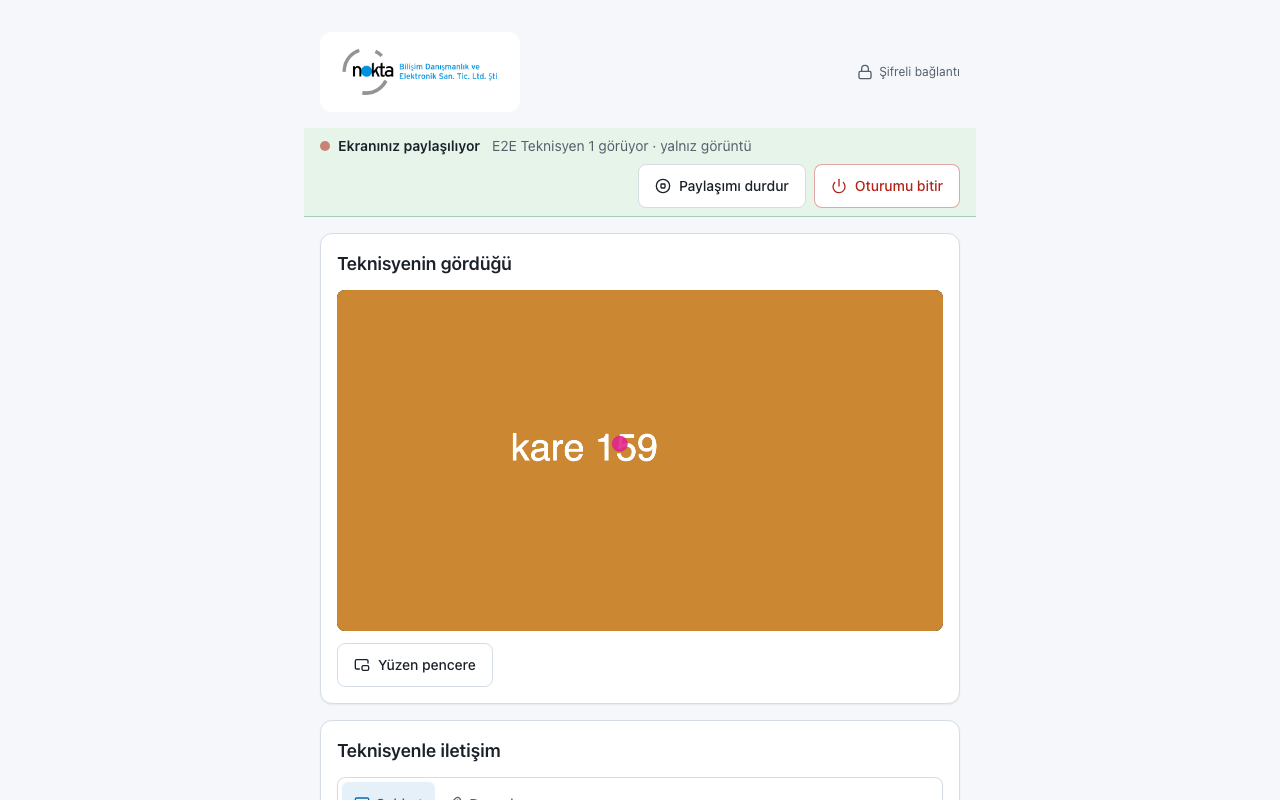 nokta Bilişim Danışmanlık ve
Elektronik San. Tic. Ltd. Şti
Şifreli bağlantı
Ekranınız paylaşılıyor E2E Teknisyen 1 görüyor · yalnız görüntü
Paylaşımı durdur Oturumu bitir
Teknisyenin gördüğü
kare 159
Yüzen pencere
Teknisyenle iletişim